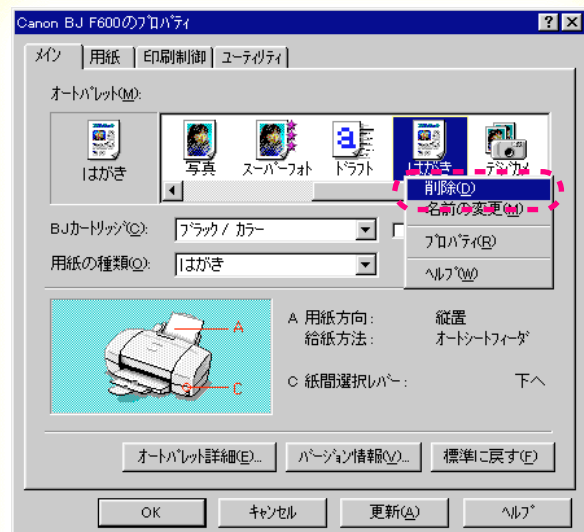 Canon BJ F600のﾌﾟﾛﾊﾟﾃｨ
ﾒｲﾝ 用紙 印刷制御 ﾕｰﾃｨﾘﾃｨ
ｵｰﾄﾊﾟﾚｯﾄ(M):
はがき 写真 ｽｰﾊﾟｰﾌｫﾄ ﾄﾞﾗﾌﾄ はがき ﾃﾞｼﾞｶﾒ
削除(D)
名前の変更(M)
ﾌﾟﾛﾊﾟﾃｨ(R)
ﾍﾙﾌﾟ(W)
BJｶｰﾄﾘｯｼﾞ(C): ﾌﾞﾗｯｸ / ｶﾗｰ
用紙の種類(O): はがき
A
C
A 用紙方向: 縦置
給紙方法: ｵｰﾄｼｰﾄﾌｨｰﾀﾞ
C 紙間選択ﾚﾊﾞｰ: 下へ
ｵｰﾄﾊﾟﾚｯﾄ詳細(E)... ﾊﾞｰｼﾞｮﾝ情報(V)... 標準に戻す(F)
OK ｷｬﾝｾﾙ 更新(A) ﾍﾙﾌﾟ